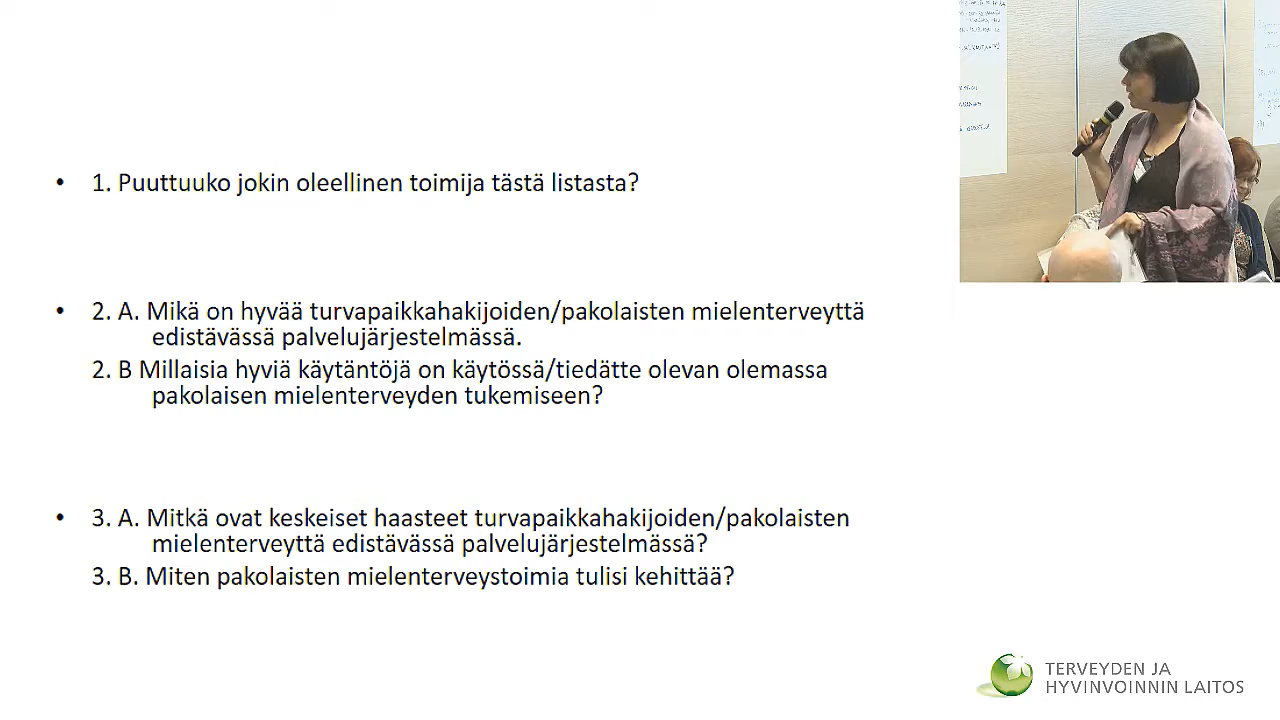 • 1. Puuttuuko jokin oleellinen toimija tästä listasta?
• 2. A. Mikä on hyvää turvapaikkahakijoiden/pakolaisten mielenterveyttä
edistävässä palvelujärjestelmässä.
2. B Millaisia hyviä käytäntöjä on käytössä/tiedätte olevan olemassa
pakolaisen mielenterveyden tukemiseen?
• 3. A. Mitkä ovat keskeiset haasteet turvapaikkahakijoiden/pakolaisten
mielenterveyttä edistävässä palvelujärjestelmässä?
3. B. Miten pakolaisten mielenterveystoimia tulisi kehittää?
TERVEYDEN JA
HYVINVOINNIN LAITOS